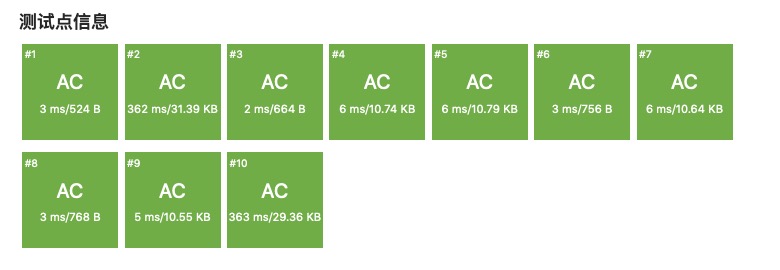 测试点信息
#1 #2 #3 #4 #5 #6 #7
AC AC AC AC AC AC AC
3 ms/524 B 362 ms/31.39 KB 2 ms/664 B 6 ms/10.74 KB 6 ms/10.79 KB 3 ms/756 B 6 ms/10.64 KB
#8 #9 #10
AC AC AC
3 ms/768 B 5 ms/10.55 KB 363 ms/29.36 KB